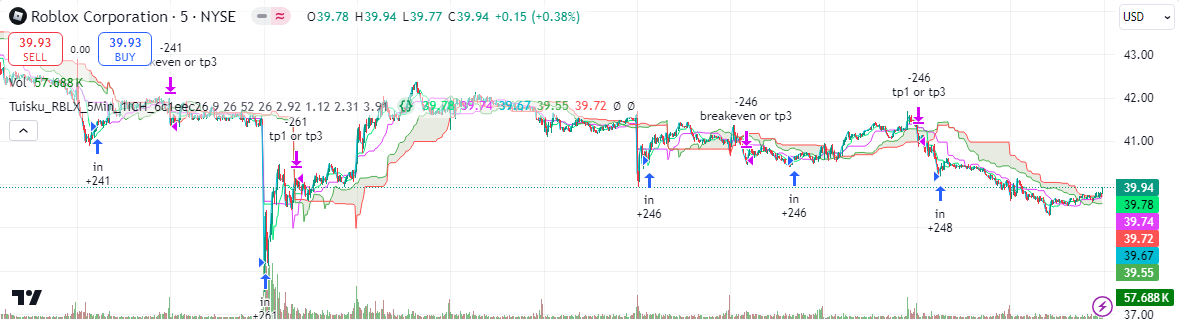 Roblox Corporation · 5 · NYSE O39.78 H39.94 L39.77 C39.94 +0.15 (+0.38%)
USD
39.93
SELL
0.00
39.93
BUY
-241
breakeven or tp3
Vol 57.688K
Tuisku_RBLX_5Min_1ICH_6c1eec26 9 26 52 26 2.92 1.12 2.31 3.91 39.78 39.74 39.67 39.55 39.72 Ø Ø
-261
tp1 or tp3
in
+241
in
+261
-246
breakeven or tp3
in
+246
in
+246
-246
tp1 or tp3
in
+248
43.00
42.00
41.00
39.94
39.78
39.74
39.72
39.67
39.55
57.688K
37.00